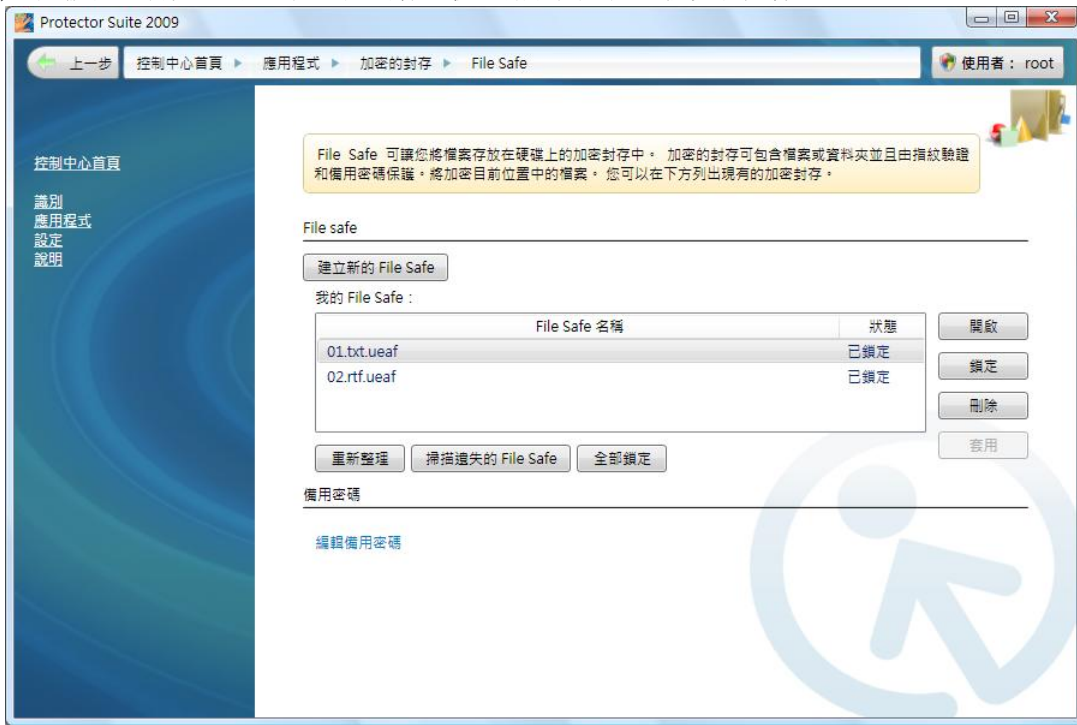 Protector Suite 2009
上一步 控制中心首頁 應用程式 加密的封存 File Safe 使用者： root
控制中心首頁
識別
應用程式
設定
說明
File Safe 可讓您將檔案存放在硬碟上的加密封存中。 加密的封存可包含檔案或資料夾並且由指紋驗證
和備用密碼保護。將加密目前位置中的檔案。您可以在下方列出現有的加密封存。
File safe
建立新的 File Safe
我的 File Safe：
File Safe 名稱 狀態
01.txt.ueaf 已鎖定
02.rtf.ueaf 已鎖定
開啟
鎖定
刪除
套用
重新整理 掃描遺失的 File Safe 全部鎖定
備用密碼
編輯備用密碼